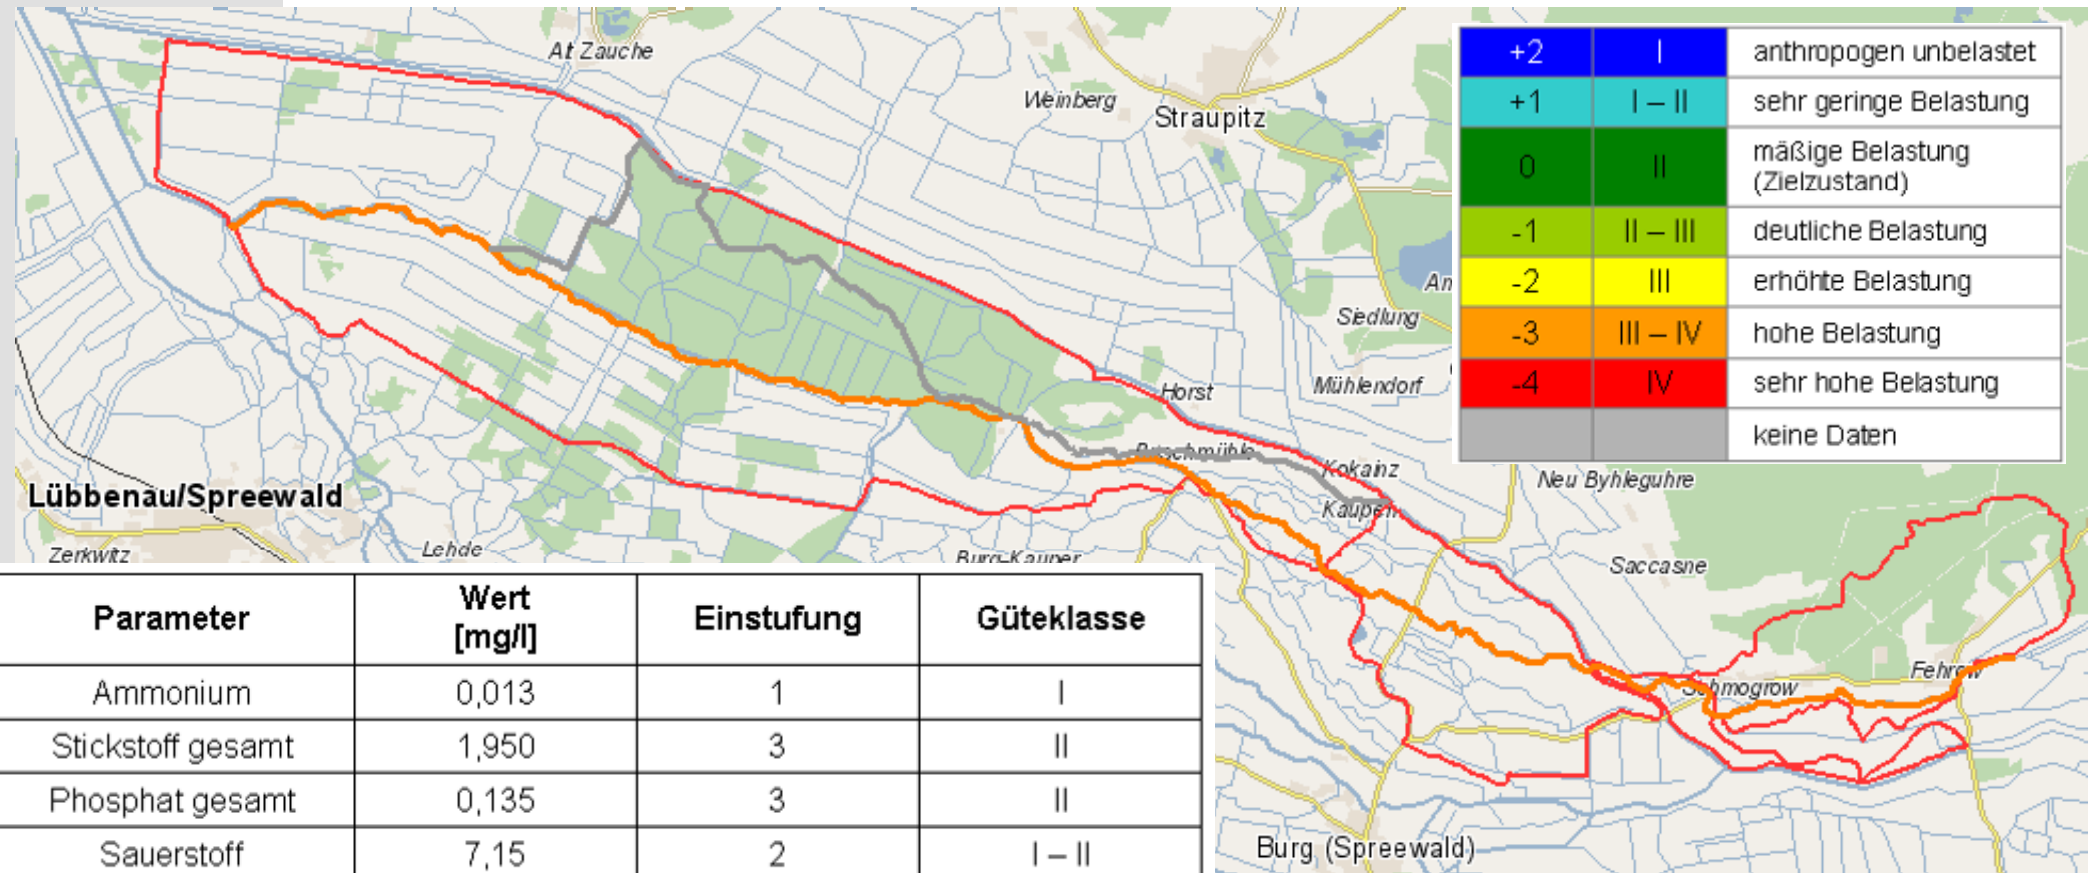 Alt Zauche
Weinberg
Straupitz
Siedlung
Mühlendorf
Horst
Buschmühle
Kokainz
Kaupen
Neu Byhleguhre
Saccasne
Lübbenau/Spreewald
Zerkwitz
Lehde
Burg-Kauper
Schmogrow
Fehrow
Burg (Spreewald)
+2 I anthropogen unbelastet
+1 I – II sehr geringe Belastung
0 II mäßige Belastung
(Zielzustand)
-1 II – III deutliche Belastung
-2 III erhöhte Belastung
-3 III – IV hohe Belastung
-4 IV sehr hohe Belastung
keine Daten
Parameter Wert
[mg/l] Einstufung Güteklasse
Ammonium 0,013 1 I
Stickstoff gesamt 1,950 3 II
Phosphat gesamt 0,135 3 II
Sauerstoff 7,15 2 I – II